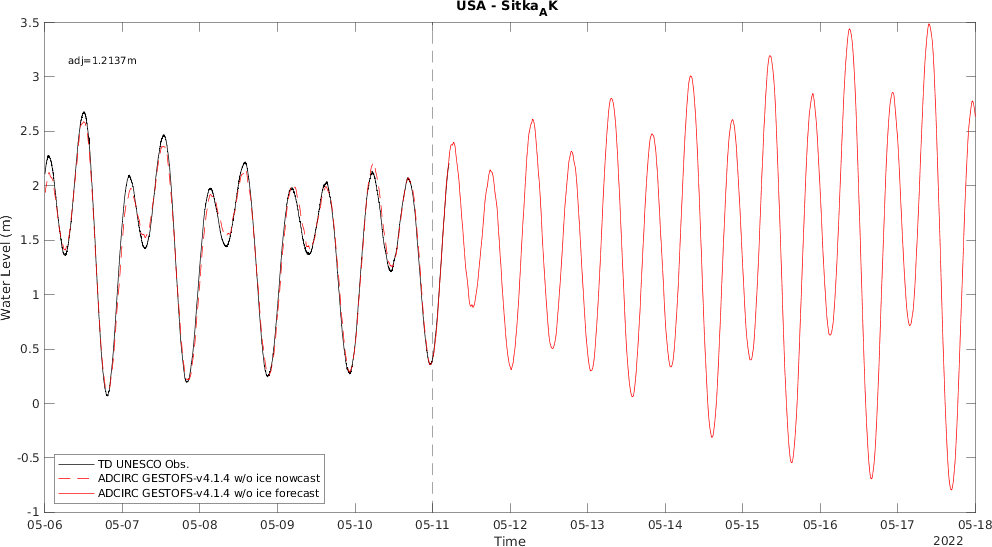 USA - Sitka_AK
adj=1.2137m
Water Level (m)
3.5
3
2.5
2
1.5
1
0.5
0
-0.5
-1
TD UNESCO Obs.
ADCIRC GESTOFS-v4.1.4 w/o ice nowcast
ADCIRC GESTOFS-v4.1.4 w/o ice forecast
05-06 05-07 05-08 05-09 05-10 05-11 05-12 05-13 05-14 05-15 05-16 05-17 05-18
Time
2022